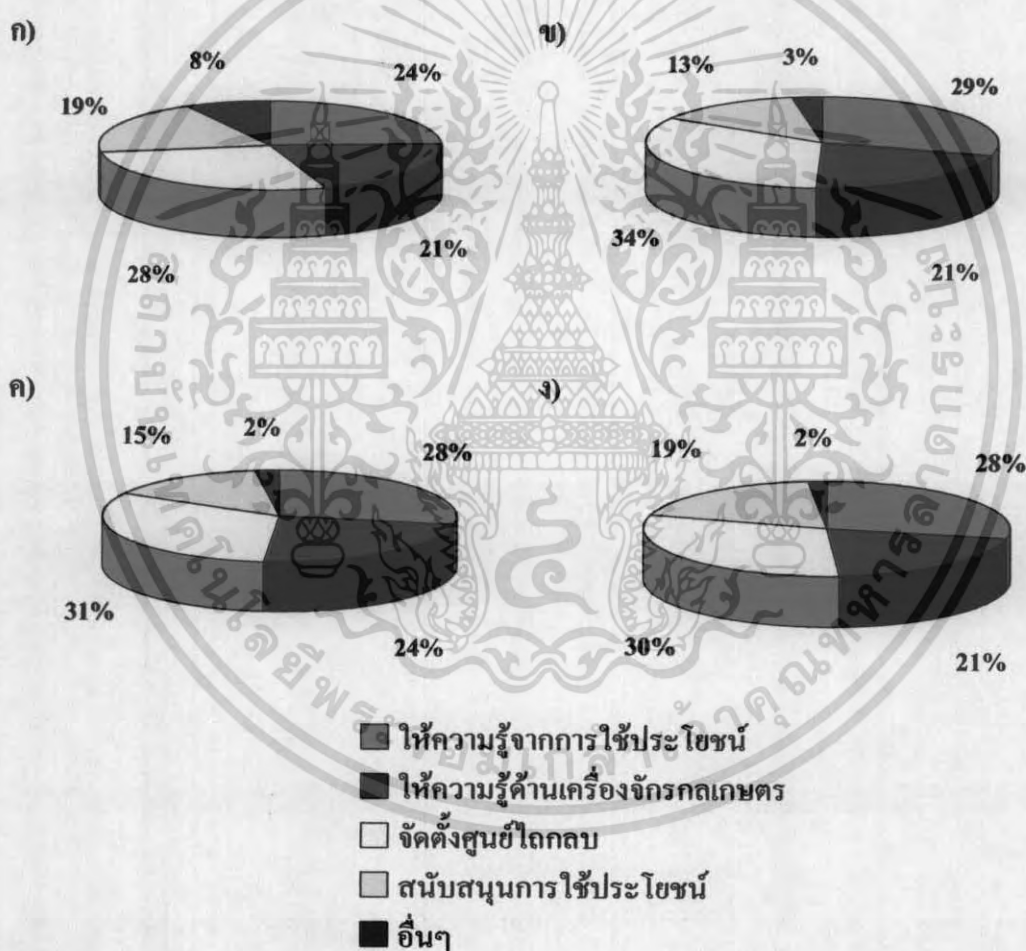 ก)
8%
24%
19%
21%
28%
ข)
13%
3%
29%
34%
21%
ค)
15%
2%
28%
31%
24%
ง)
19%
2%
28%
30%
21%
ให้ความรู้จากการใช้ประโยชน์
ให้ความรู้ด้านเครื่องจักรกลเกษตร
จัดตั้งศูนย์ไถกลบ
สนับสนุนการใช้ประโยชน์
อื่นๆ